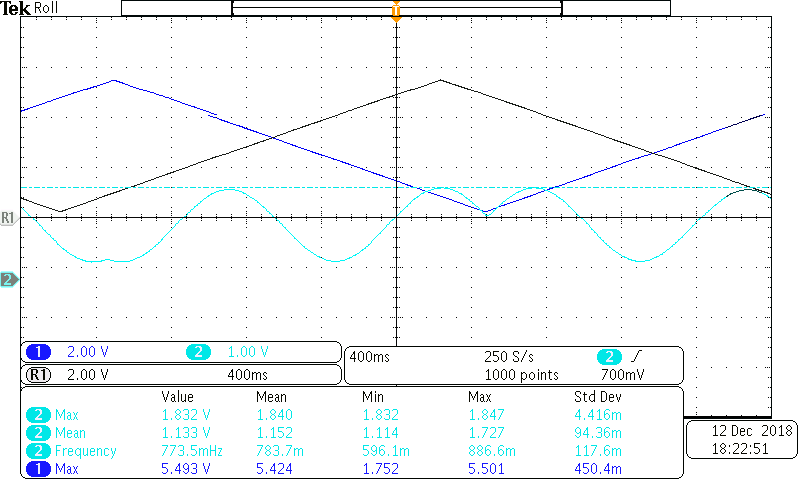 Tek Roll
T
R1
2
1 2.00 V 2 1.00 V
R1 2.00 V 400ms
400ms 250 S/s 2
1000 points 700mV
Value Mean Min Max Std Dev
2 Max 1.832 V 1.840 1.832 1.847 4.416m
2 Mean 1.133 V 1.152 1.114 1.727 94.36m
2 Frequency 773.5mHz 783.7m 596.1m 886.6m 117.6m
1 Max 5.493 V 5.424 1.752 5.501 450.4m
12 Dec 2018
18:22:51